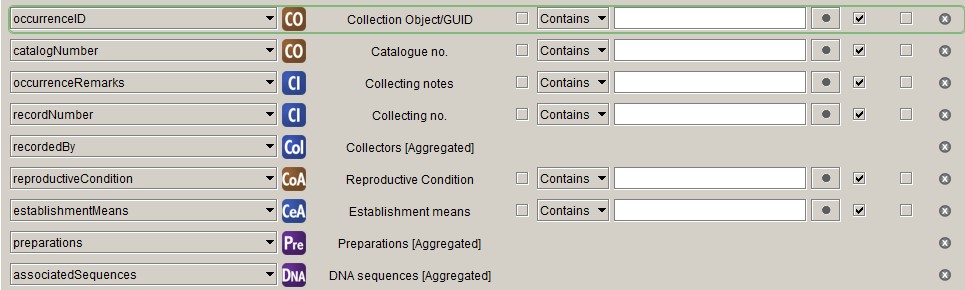 occurrenceID CO Collection Object/GUID Contains
catalogNumber CO Catalogue no. Contains
occurrenceRemarks CI Collecting notes Contains
recordNumber CI Collecting no. Contains
recordedBy Col Collectors [Aggregated]
reproductiveCondition CoA Reproductive Condition Contains
establishmentMeans CeA Establishment means Contains
preparations Pre Preparations [Aggregated]
associatedSequences DNA DNA sequences [Aggregated]